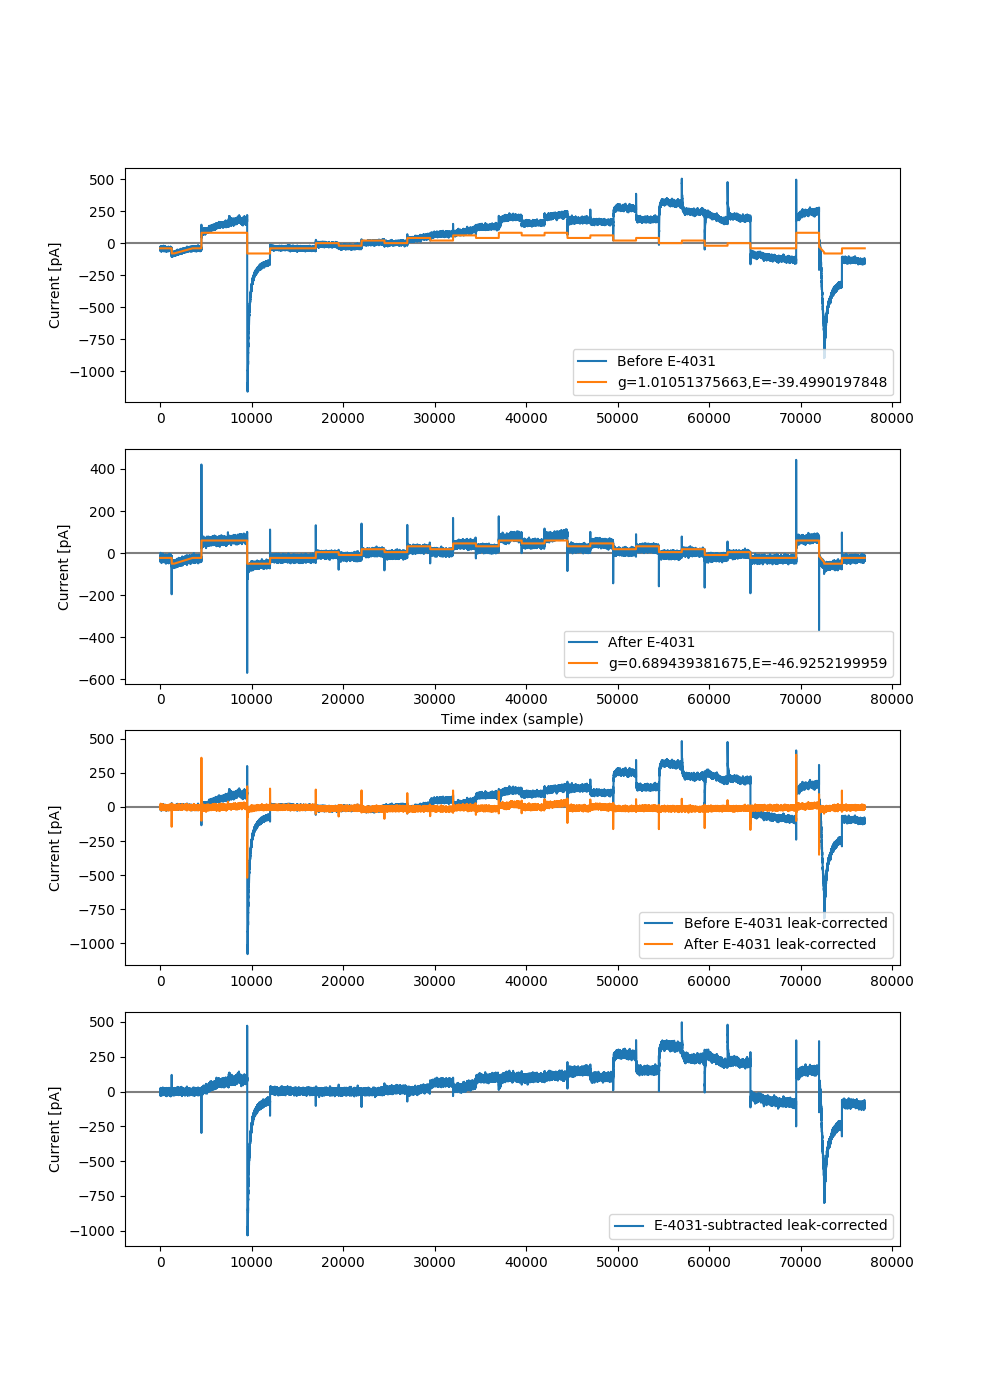 500
250
0
−250
−500
−750
−1000
Current [pA]
Before E-4031
g=1.01051375663,E=-39.4990197848
0 10000 20000 30000 40000 50000 60000 70000 80000
400
200
0
−200
−400
−600
Current [pA]
After E-4031
g=0.689439381675,E=-46.9252199959
0 10000 20000 30000 40000 50000 60000 70000 80000
Time index (sample)
500
250
0
−250
−500
−750
−1000
Current [pA]
Before E-4031 leak-corrected
After E-4031 leak-corrected
0 10000 20000 30000 40000 50000 60000 70000 80000
500
250
0
−250
−500
−750
−1000
Current [pA]
E-4031-subtracted leak-corrected
0 10000 20000 30000 40000 50000 60000 70000 80000